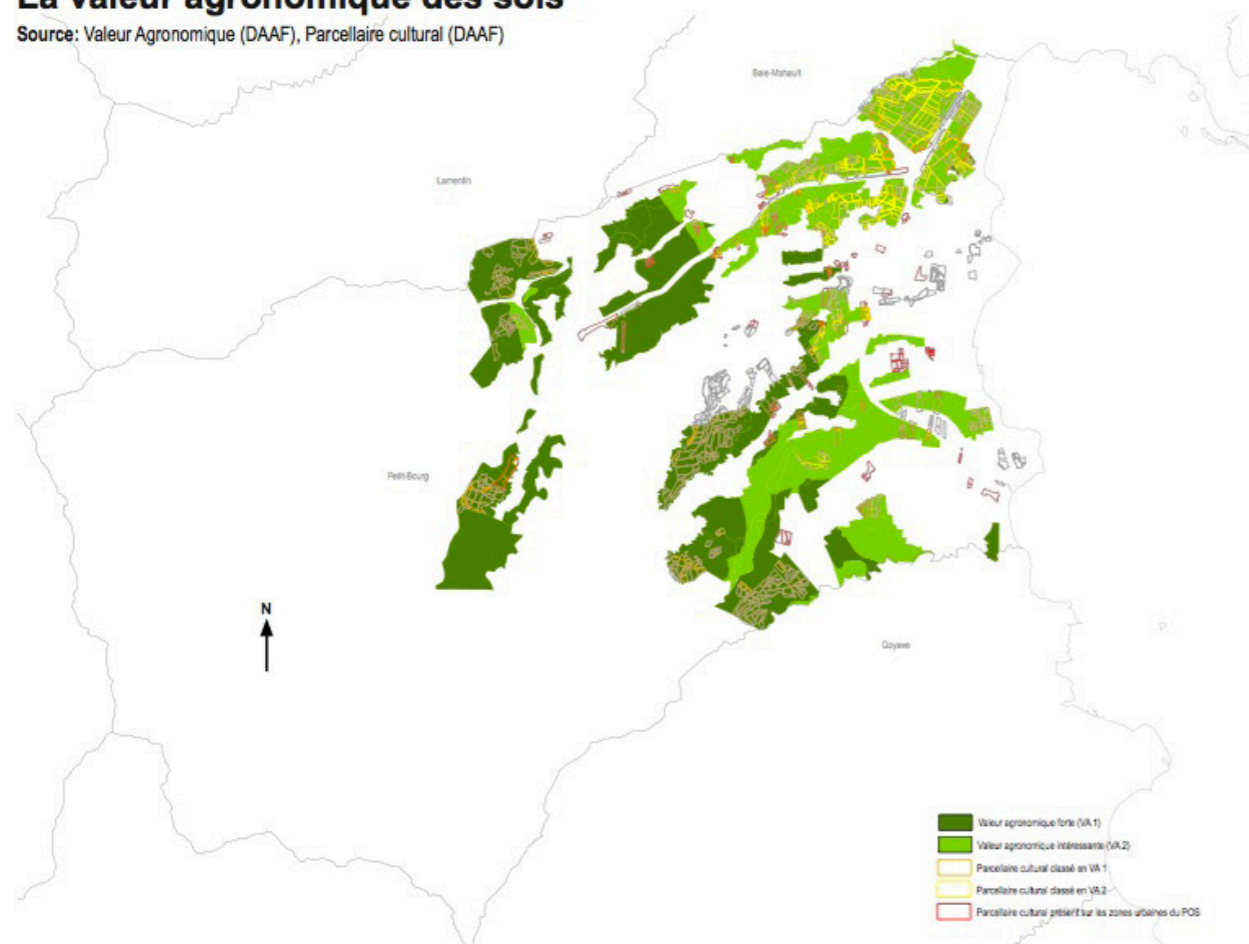 La valeur agronomique des sols
Source: Valeur Agronomique (DAAF), Parcellaire cultural (DAAF)
Baie-Mahault
Lamentin
Petit-Bourg
N
Goyave
Valeur agronomique forte (VA 1)
Valeur agronomique intéressante (VA 2)
Parcellaire cultural classé en VA 1
Parcellaire cultural classé en VA 2
Parcellaire cultural présent sur les zones urbaines du POS